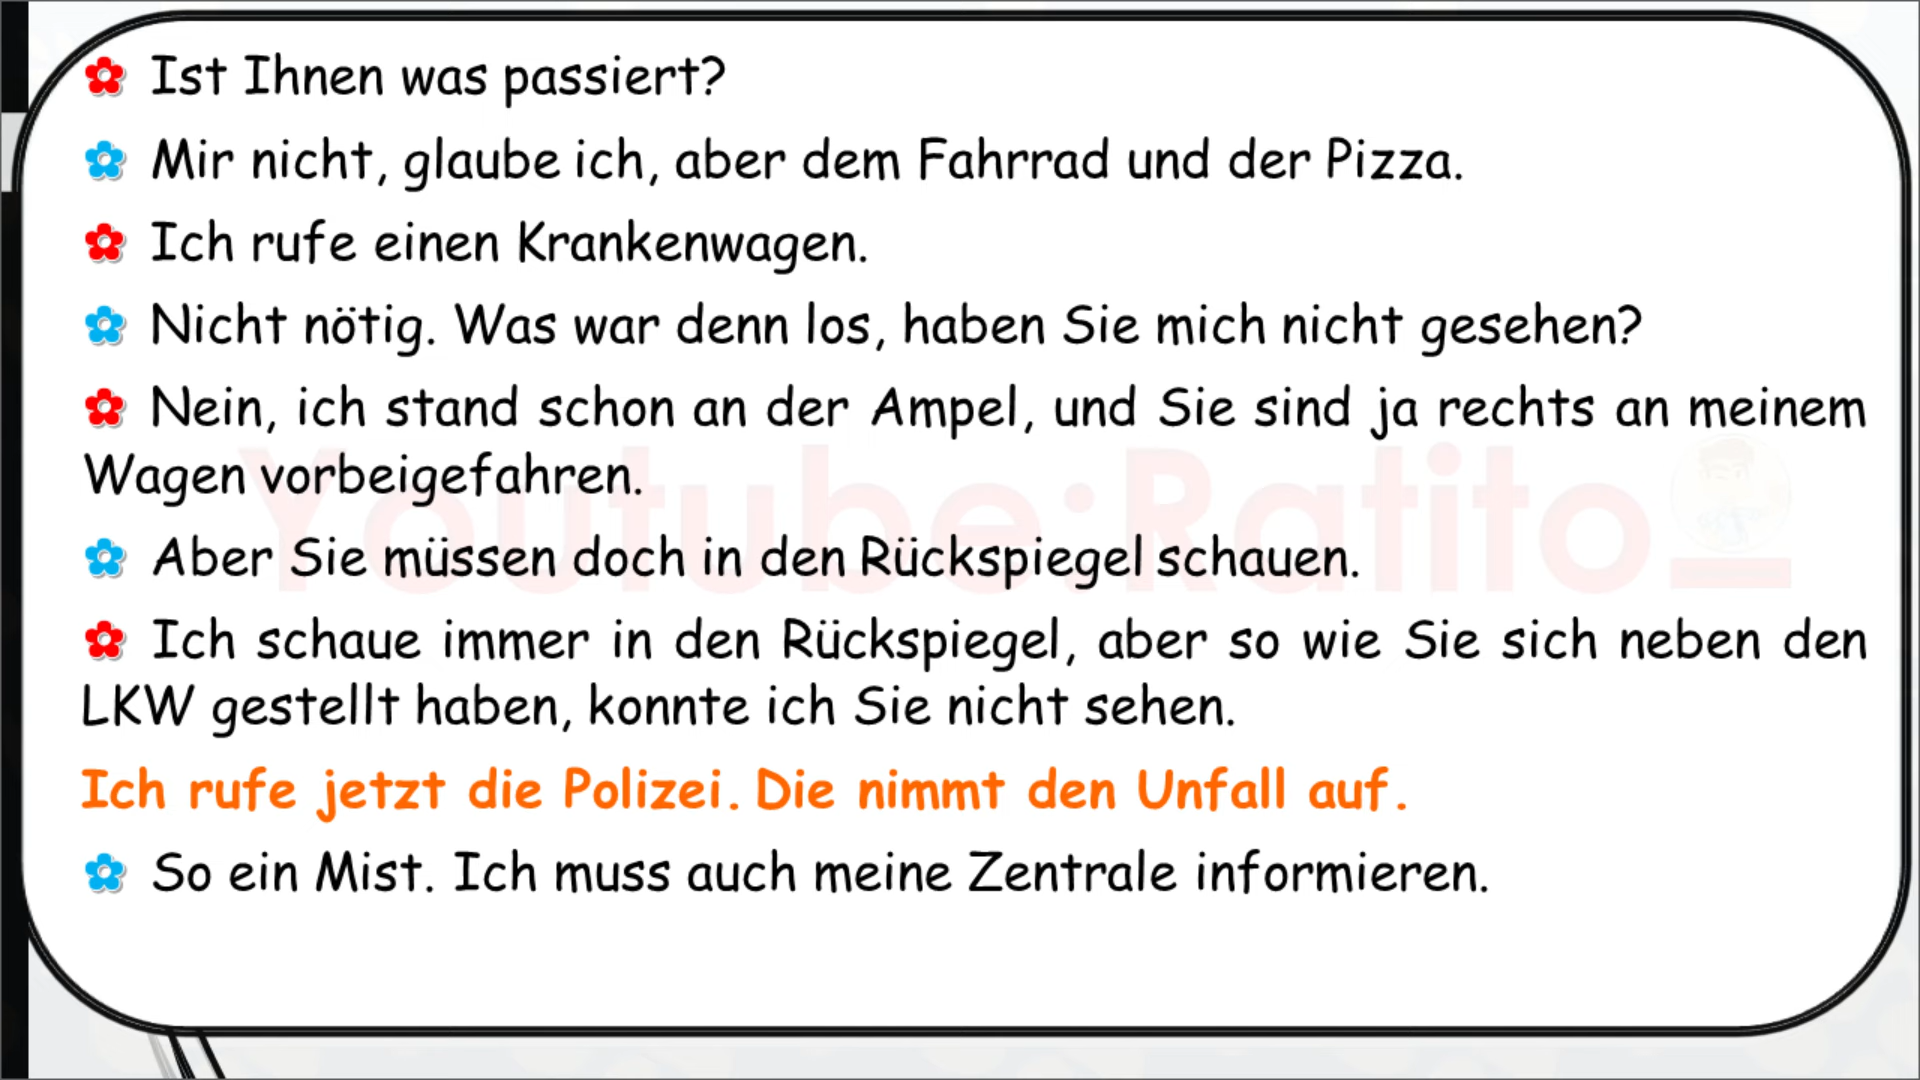 Ist Ihnen was passiert?
Mir nicht, glaube ich, aber dem Fahrrad und der Pizza.
Ich rufe einen Krankenwagen.
Nicht nötig. Was war denn los, haben Sie mich nicht gesehen?
Nein, ich stand schon an der Ampel, und Sie sind ja rechts an meinem
Wagen vorbeigefahren.
Youtube:Ratito
Aber Sie müssen doch in den Rückspiegel schauen.
Ich schaue immer in den Rückspiegel, aber so wie Sie sich neben den
LKW gestellt haben, konnte ich Sie nicht sehen.
Ich rufe jetzt die Polizei. Die nimmt den Unfall auf.
So ein Mist. Ich muss auch meine Zentrale informieren.